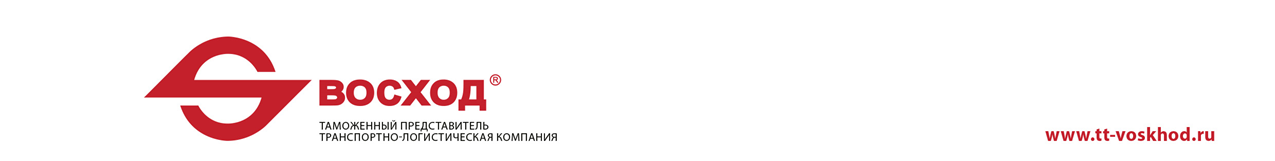 ВОСХОД®
ТАМОЖЕННЫЙ ПРЕДСТАВИТЕЛЬ
ТРАНСПОРТНО-ЛОГИСТИЧЕСКАЯ КОМПАНИЯ
www.tt-voskhod.ru